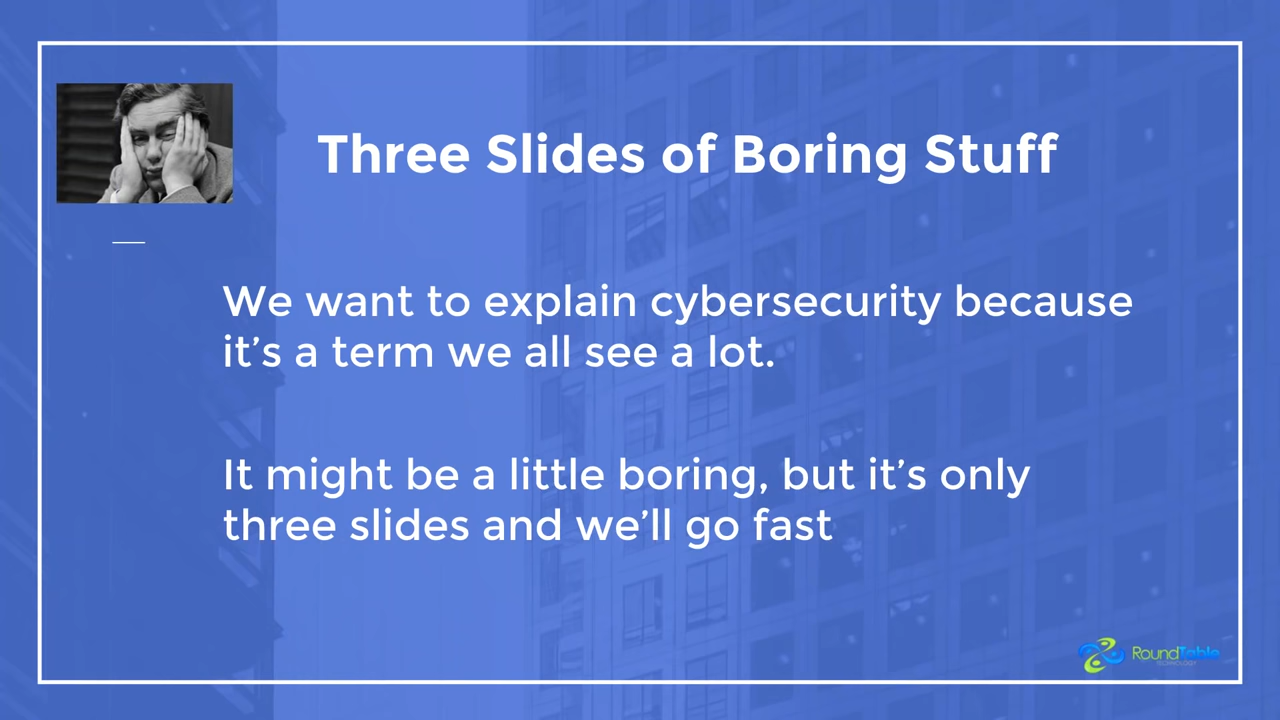 Three Slides of Boring Stuff
We want to explain cybersecurity because
it’s a term we all see a lot.
It might be a little boring, but it’s only
three slides and we’ll go fast
RoundTable
TECHNOLOGY